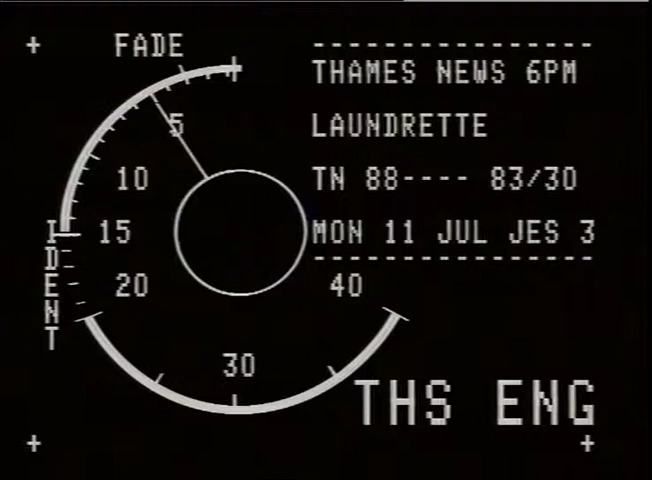 FADE
5
10
15
20
30
40
IDENT
--------------------
THAMES NEWS 6PM
LAUNDRETTE
TN 88---- 83/30
MON 11 JUL JES 3
--------------------
THS ENG